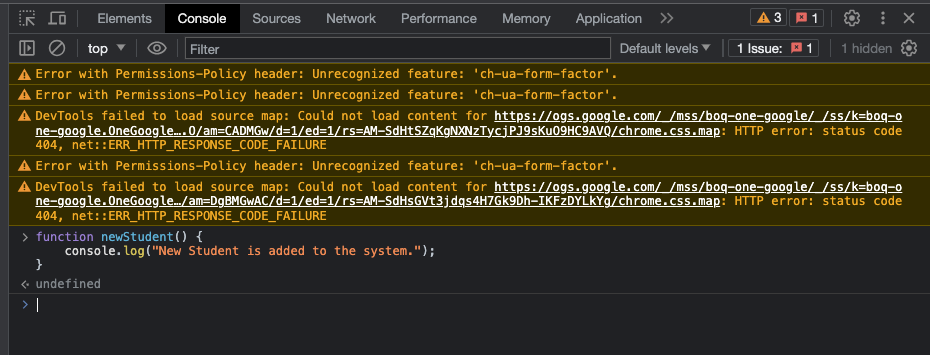 Elements Console Sources Network Performance Memory Application 3 1
top Filter Default levels 1 Issue: 1 1 hidden
Error with Permissions-Policy header: Unrecognized feature: 'ch-ua-form-factor'.
Error with Permissions-Policy header: Unrecognized feature: 'ch-ua-form-factor'.
DevTools failed to load source map: Could not load content for https://ogs.google.com/_/mss/boq-one-google/_/ss/k=boq-o
ne-google.OneGoogle….O/am=CADMGw/d=1/ed=1/rs=AM-SdHtSZqKgNXNzTycjPJ9sKuO9HC9AVQ/chrome.css.map: HTTP error: status code
404, net::ERR_HTTP_RESPONSE_CODE_FAILURE
Error with Permissions-Policy header: Unrecognized feature: 'ch-ua-form-factor'.
DevTools failed to load source map: Could not load content for https://ogs.google.com/_/mss/boq-one-google/_/ss/k=boq-o
ne-google.OneGoogle…/am=DgBMGwAC/d=1/ed=1/rs=AM-SdHsGVt3jdqs4H7Gk9Dh-IKFzDYLkYg/chrome.css.map: HTTP error: status code
404, net::ERR_HTTP_RESPONSE_CODE_FAILURE
function newStudent() {
    console.log("New Student is added to the system.");
}
undefined